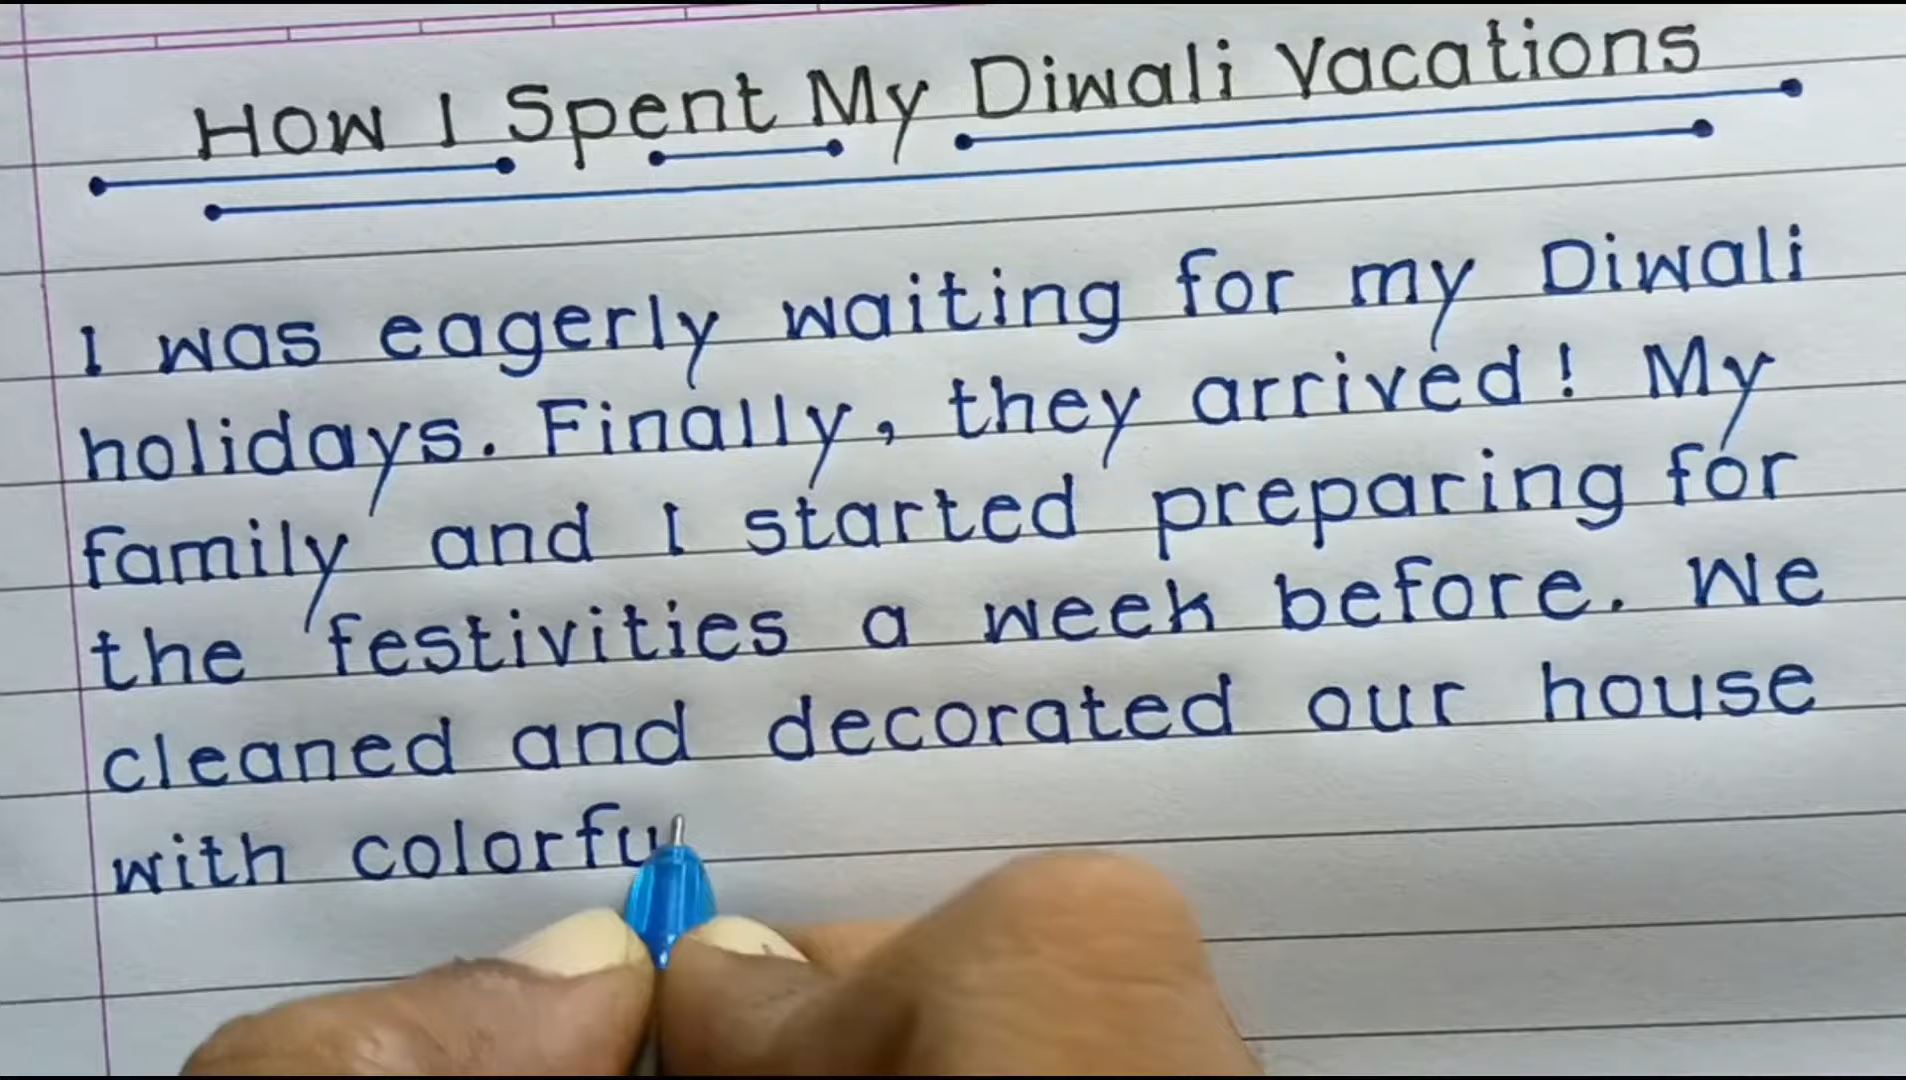 How I Spent My Diwali Vacations
I was eagerly waiting for my Diwali
holidays. Finally, they arrived! My
family and I started preparing for
the festivities a week before. We
cleaned and decorated our house
with colorfu